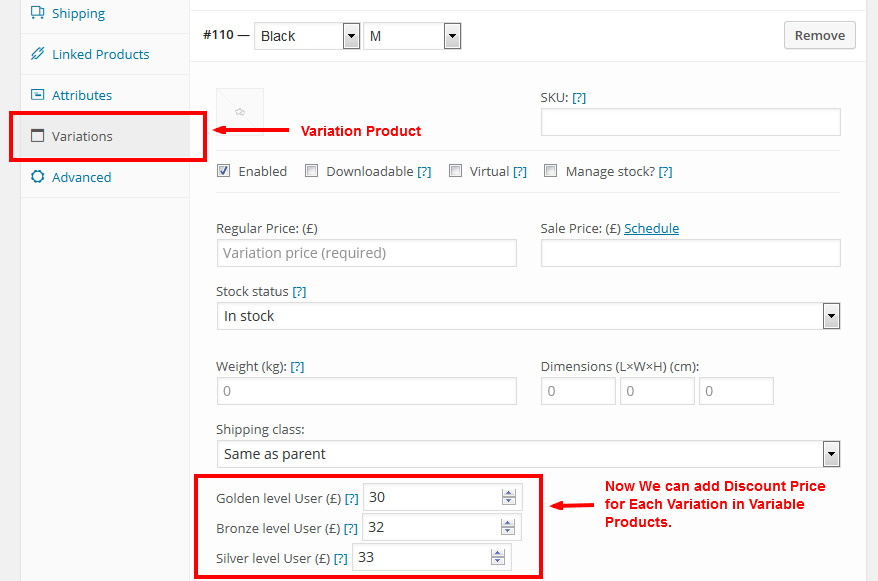 Shipping
Linked Products
Attributes
Variations
Advanced
#110 — Black M Remove
SKU: [?]
Variation Product
Enabled Downloadable [?] Virtual [?] Manage stock? [?]
Regular Price: (£) Sale Price: (£) Schedule
Variation price (required)
Stock status [?]
In stock
Weight (kg): [?] Dimensions (L×W×H) (cm):
0 0 0 0
Shipping class:
Same as parent
Golden level User (£) [?] 30
Bronze level User (£) [?] 32
Silver level User (£) [?] 33
Now We can add Discount Price
for Each Variation in Variable
Products.